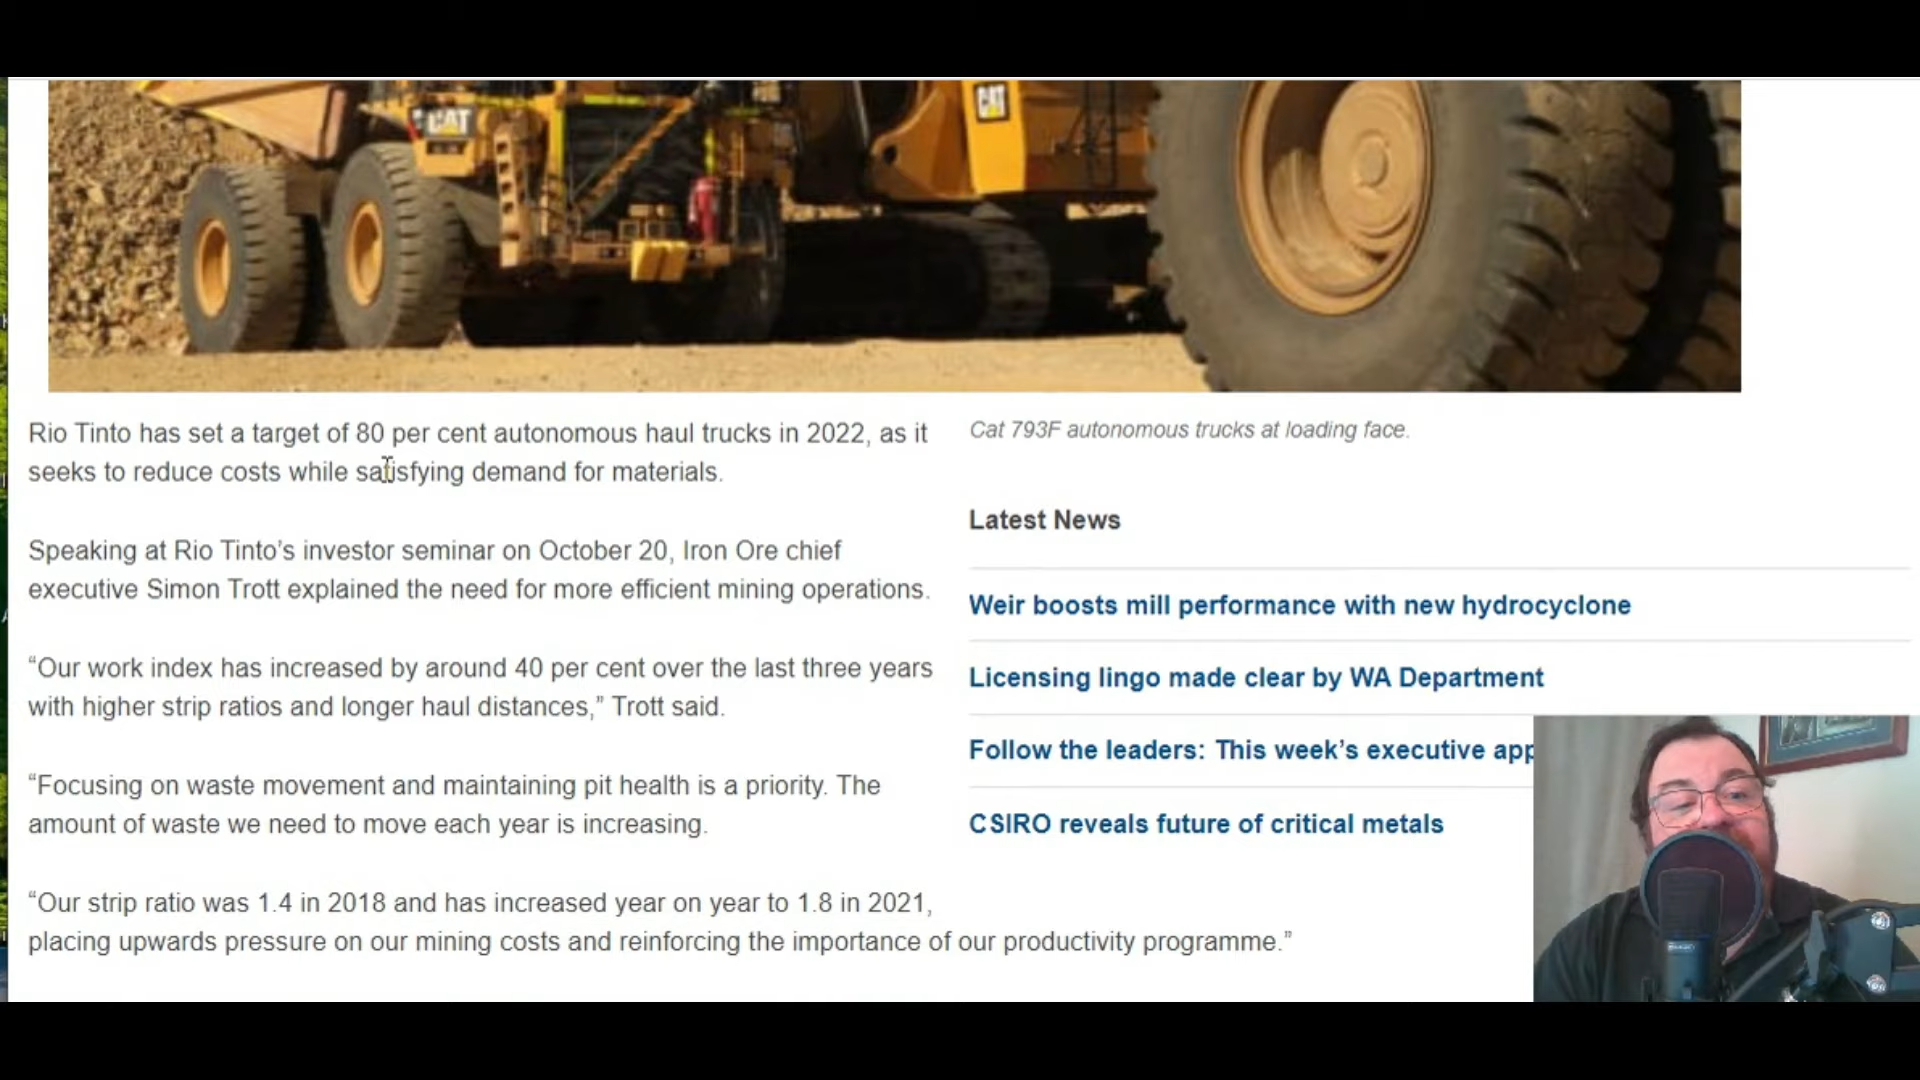 CAT
CAT
Rio Tinto has set a target of 80 per cent autonomous haul trucks in 2022, as it
seeks to reduce costs while satisfying demand for materials.
Speaking at Rio Tinto’s investor seminar on October 20, Iron Ore chief
executive Simon Trott explained the need for more efficient mining operations.
“Our work index has increased by around 40 per cent over the last three years
with higher strip ratios and longer haul distances,” Trott said.
“Focusing on waste movement and maintaining pit health is a priority. The
amount of waste we need to move each year is increasing.
“Our strip ratio was 1.4 in 2018 and has increased year on year to 1.8 in 2021,
placing upwards pressure on our mining costs and reinforcing the importance of our productivity programme.”
Cat 793F autonomous trucks at loading face.
Latest News
Weir boosts mill performance with new hydrocyclone
Licensing lingo made clear by WA Department
Follow the leaders: This week’s executive app
CSIRO reveals future of critical metals